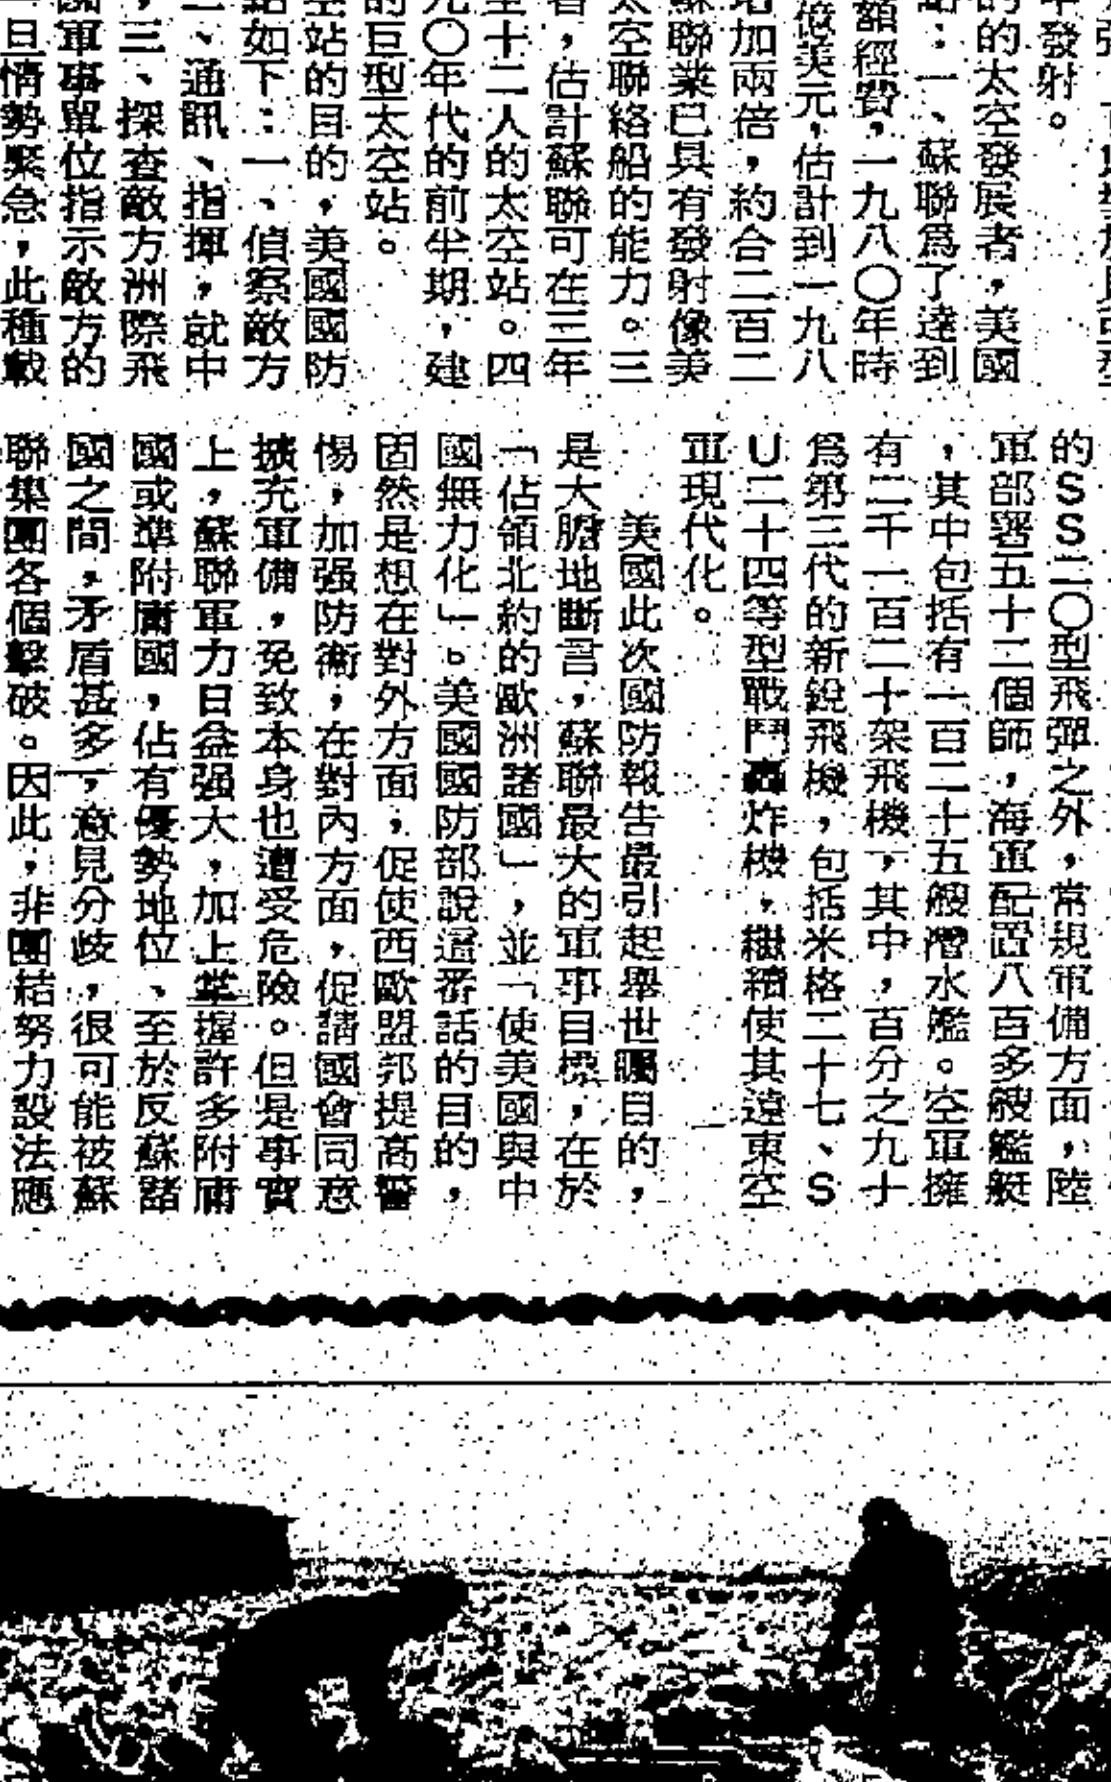 年發射。
的的太空發展者，美國
：一、蘇聯爲了達到
額經費，一九八〇年時
億美元，估計到一九八
增加兩倍，約合二百二
蘇聯業已具有發射像美
太空聯絡船的能力。三
者，估計蘇聯可在三年
至十二人的太空站。四
九〇年代的前半期，建
的巨型太空站。
空站的目的，美國國防
點如下：一、偵察敵方
二、通訊、指揮，就中
，三、探查敵方洲際飛
國軍事單位指示敵方的
旦情勢緊急，此種載
的SS二〇型飛彈之外，常規軍備方面，陸
軍部署五十二個師，海軍配置八百多艘艦艇
，其中包括有一百二十五艘潛水艦。空軍擁
有二千一百二十架飛機，其中，百分之九十
爲第三代的新銳飛機，包括米格二十七、S
U二十四等型戰鬥轟炸機，繼續使其遠東空
軍現代化。
美國此次國防報告最引起舉世矚目的，
是大膽地斷言，蘇聯最大的軍事目標，在於
「佔領北約的歐洲諸國」，並「使美國與中
國無力化」。美國國防部說這番話的目的，
固然是想在對外方面，促使西歐盟邦提高警
惕，加强防衞，在對內方面，促請國會同意
擴充軍備，免致本身也遭受危險。但是事實
上，蘇聯軍力日益强大，加上掌握許多附庸
國或準附庸國，佔有優勢地位、至於反蘇諸
國之間，矛盾甚多，意見分歧，很可能被蘇
聯集團各個擊破。因此，非團結努力設法應